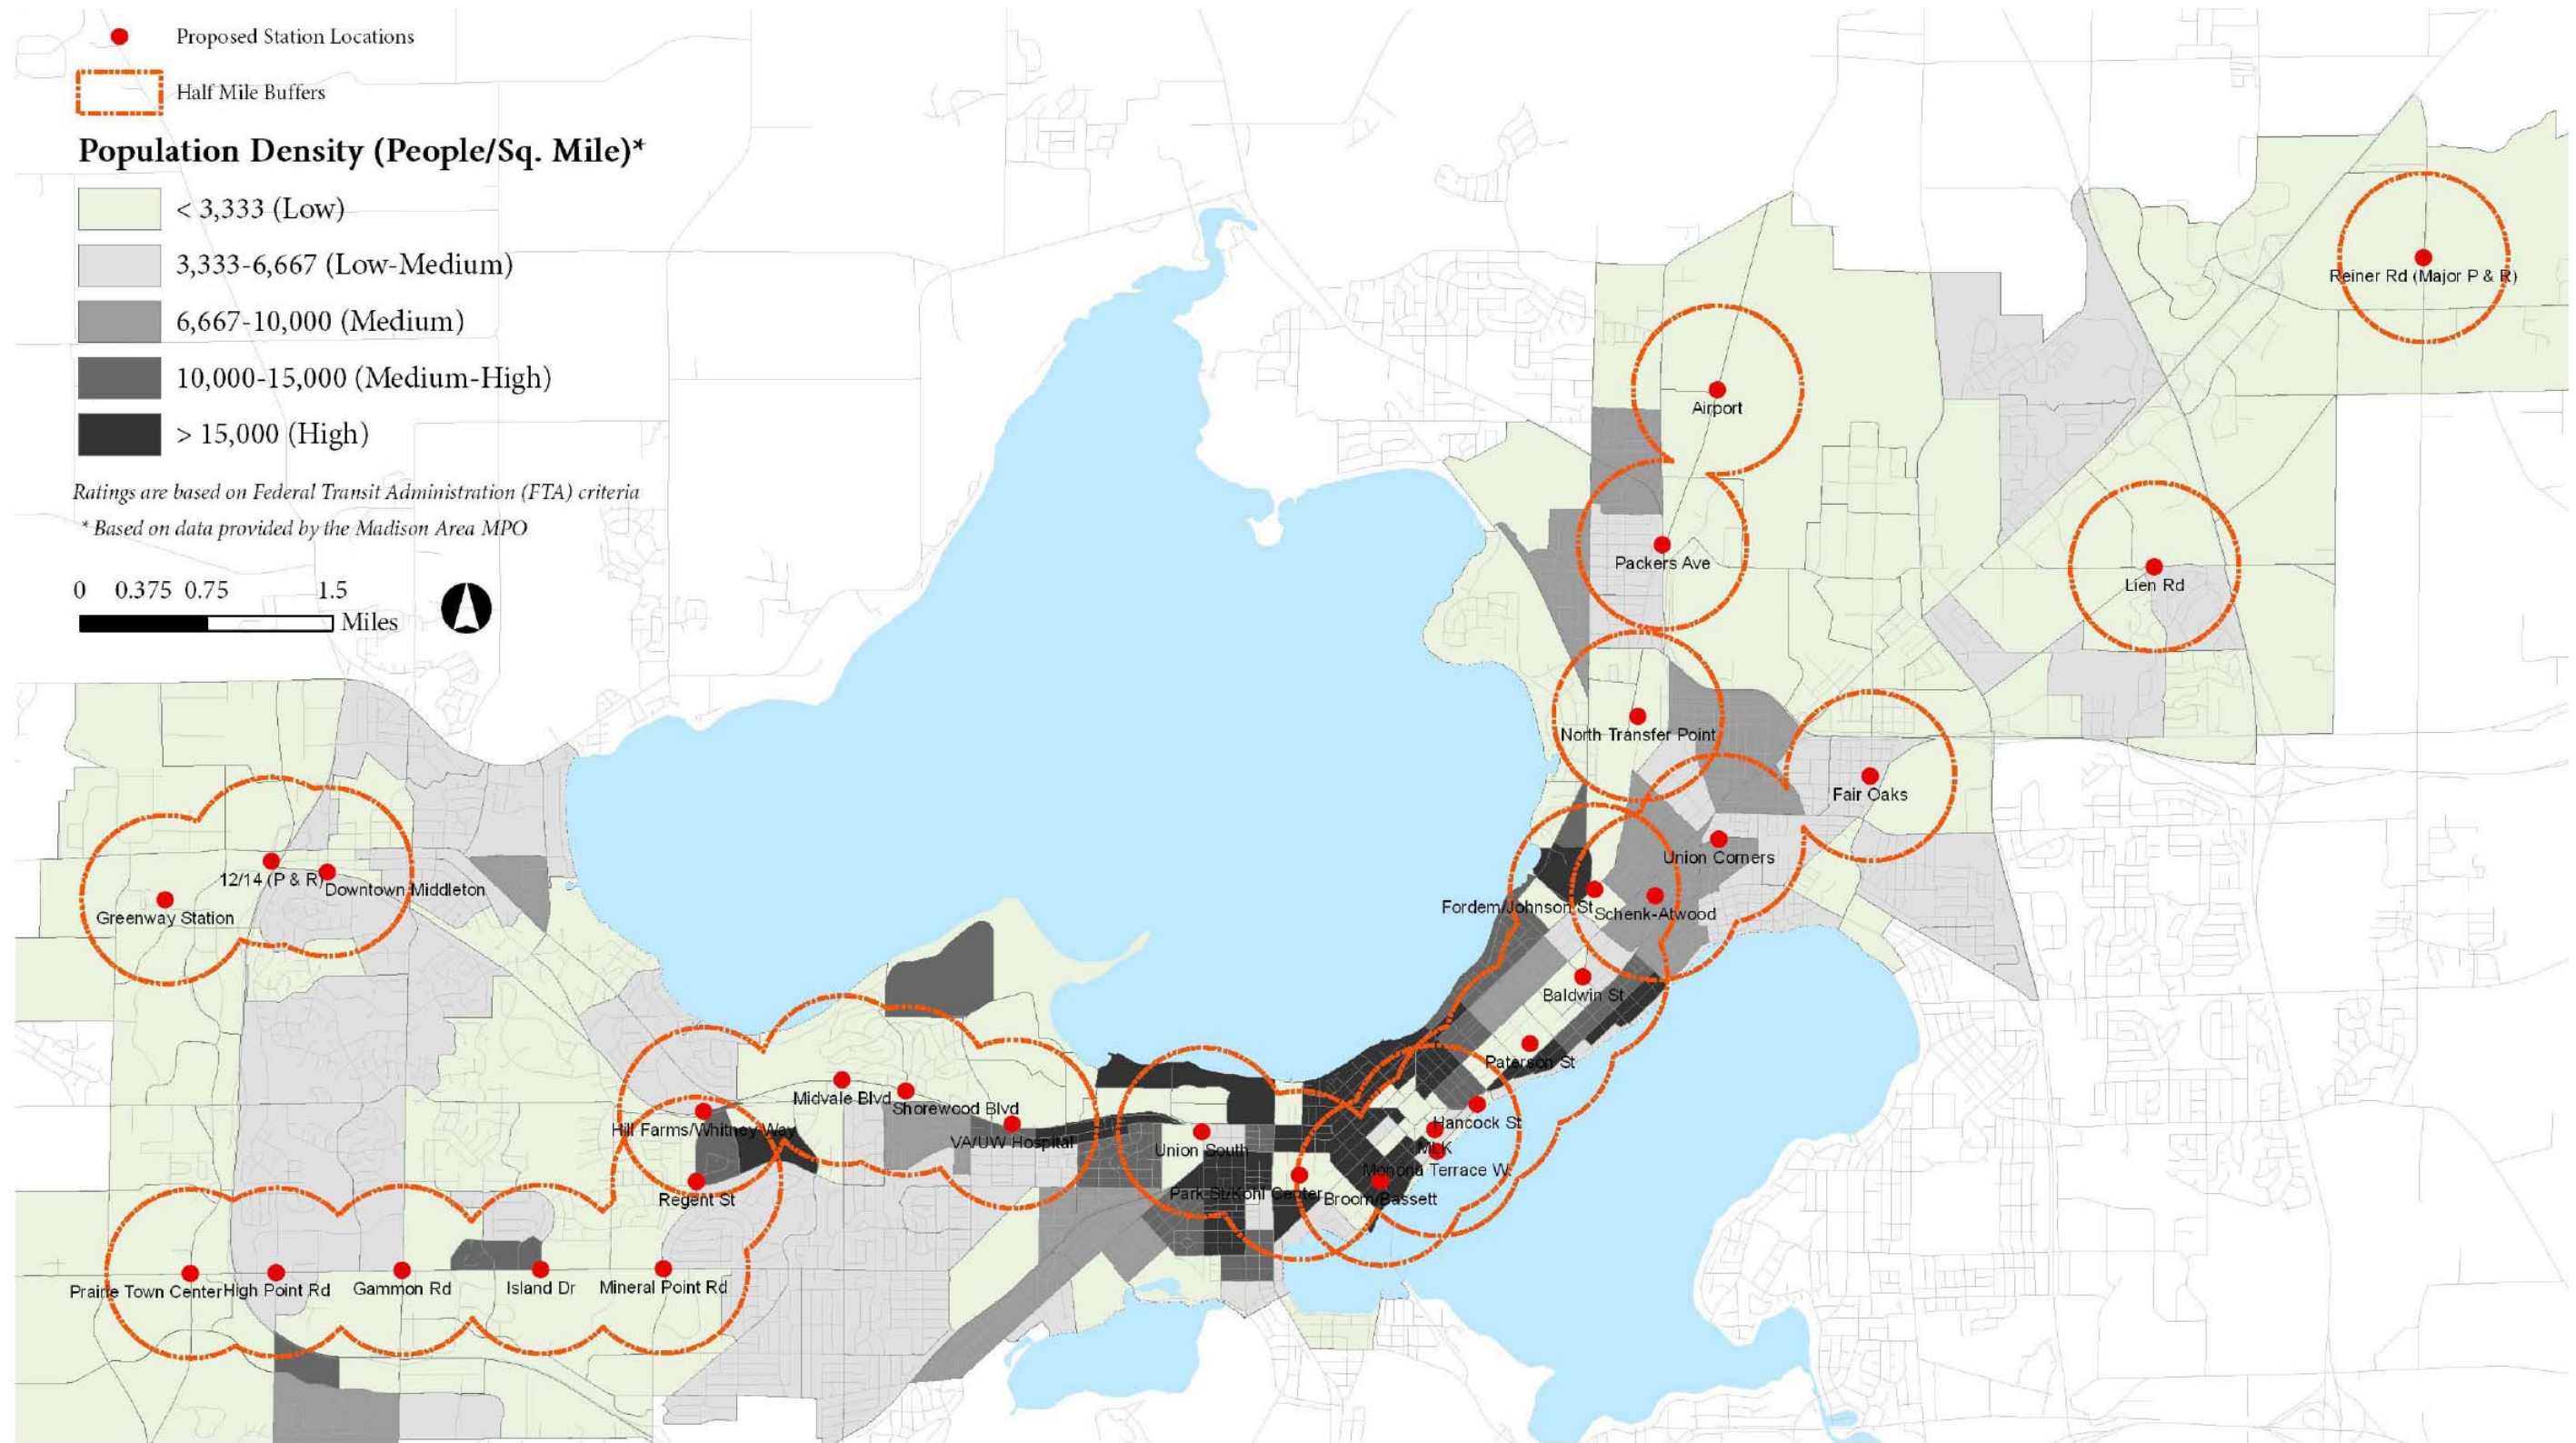 Proposed Station Locations
Half Mile Buffers
Population Density (People/Sq. Mile)*
< 3,333 (Low)
3,333-6,667 (Low-Medium)
6,667-10,000 (Medium)
10,000-15,000 (Medium-High)
> 15,000 (High)
Ratings are based on Federal Transit Administration (FTA) criteria
* Based on data provided by the Madison Area MPO
0 0.375 0.75 1.5
Miles
Reiner Rd (Major P & R)
Airport
Packers Ave
Lien Rd
North Transfer Point
Fair Oaks
Union Corners
12/14 (P & R)
Downtown Middleton
Greenway Station
Fordem/Johnson St
Schenk-Atwood
Baldwin St
Paterson St
Midvale Blvd
Shorewood Blvd
Hill Farms/Whitney Way
VA/UW Hospital
Union South
Hancock St
MLK
Monona Terrace W.
Regent St
Park St/Kohl Center
Broom/Bassett
Prairie Town Center
High Point Rd
Gammon Rd
Island Dr
Mineral Point Rd